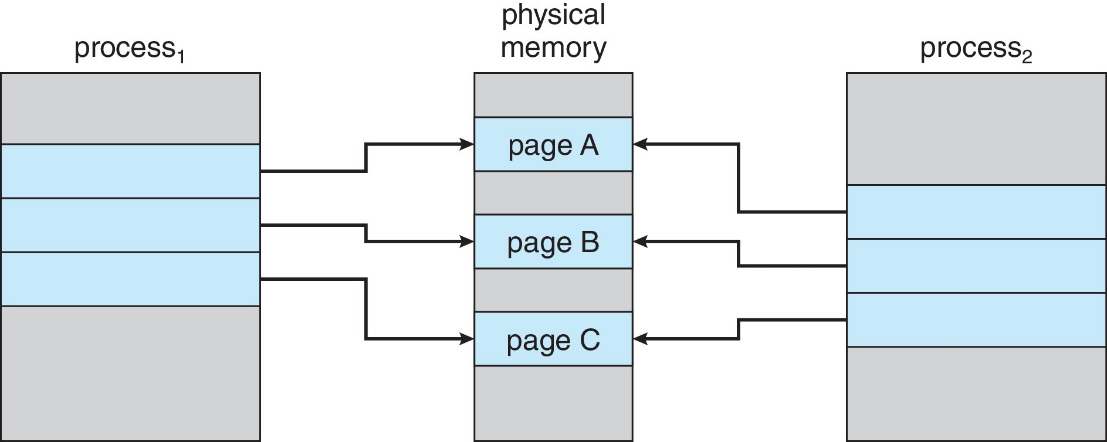 process₁
physical
memory
process₂
page A
page B
page C